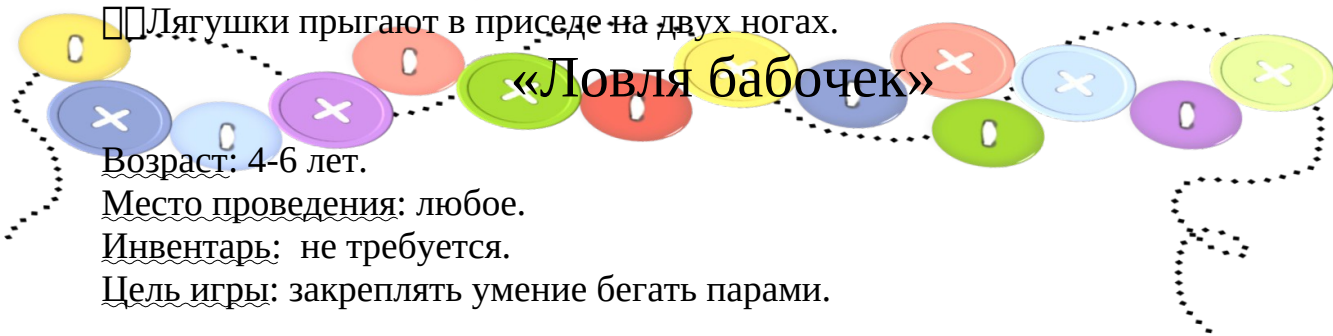 Лягушки прыгают в приседе на двух ногах.
«Ловля бабочек»
Возраст: 4-6 лет.
Место проведения: любое.
Инвентарь:  не требуется.
Цель игры: закреплять умение бегать парами.